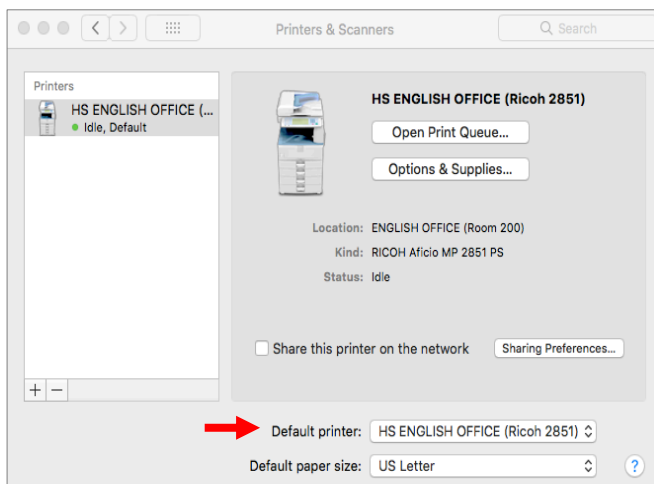 Printers & Scanners
Search
Printers
HS ENGLISH OFFICE (...
Idle, Default
HS ENGLISH OFFICE (Ricoh 2851)
Open Print Queue...
Options & Supplies...
Location: ENGLISH OFFICE (Room 200)
Kind: RICOH Aficio MP 2851 PS
Status: Idle
Share this printer on the network
Sharing Preferences...
+ −
Default printer: HS ENGLISH OFFICE (Ricoh 2851)
Default paper size: US Letter
?